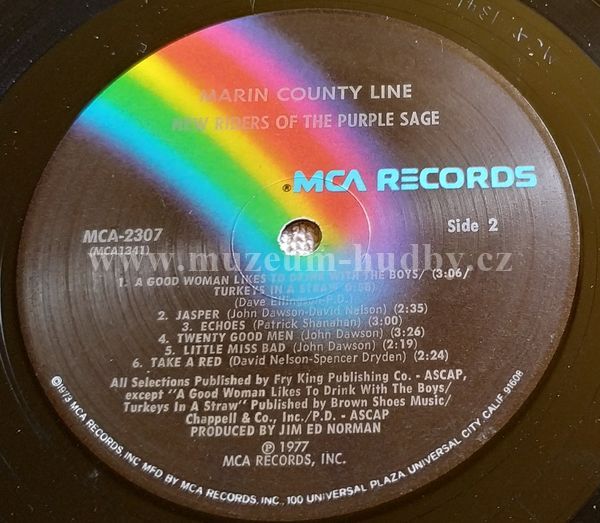 MCA 1341
MARIN COUNTY LINE
NEW RIDERS OF THE PURPLE SAGE
® MCA RECORDS
MCA-2307
(MCA1341)
Side 2
www.muzeum-hudby.cz
1. A GOOD WOMAN LIKES TO DRINK WITH THE BOYS/ (3:06/
TURKEYS IN A STRAW 0:58)
(Dave Ellingson-P.D.)
2. JASPER (John Dawson-David Nelson) (2:35)
3. ECHOES (Patrick Shanahan) (3:00)
4. TWENTY GOOD MEN (John Dawson) (3:26)
5. LITTLE MISS BAD (John Dawson) (2:19)
6. TAKE A RED (David Nelson-Spencer Dryden) (2:24)
All Selections Published by Fry King Publishing Co. - ASCAP,
except "A Good Woman Likes To Drink With The Boys/
Turkeys In A Straw" Published by Brown Shoes Music/
Chappell & Co., Inc./P.D. - ASCAP
PRODUCED BY JIM ED NORMAN
℗ 1977
MCA RECORDS, INC.
©1973 MCA RECORDS, INC MFD BY MCA RECORDS, INC., 100 UNIVERSAL PLAZA UNIVERSAL CITY, CALIF. 91608